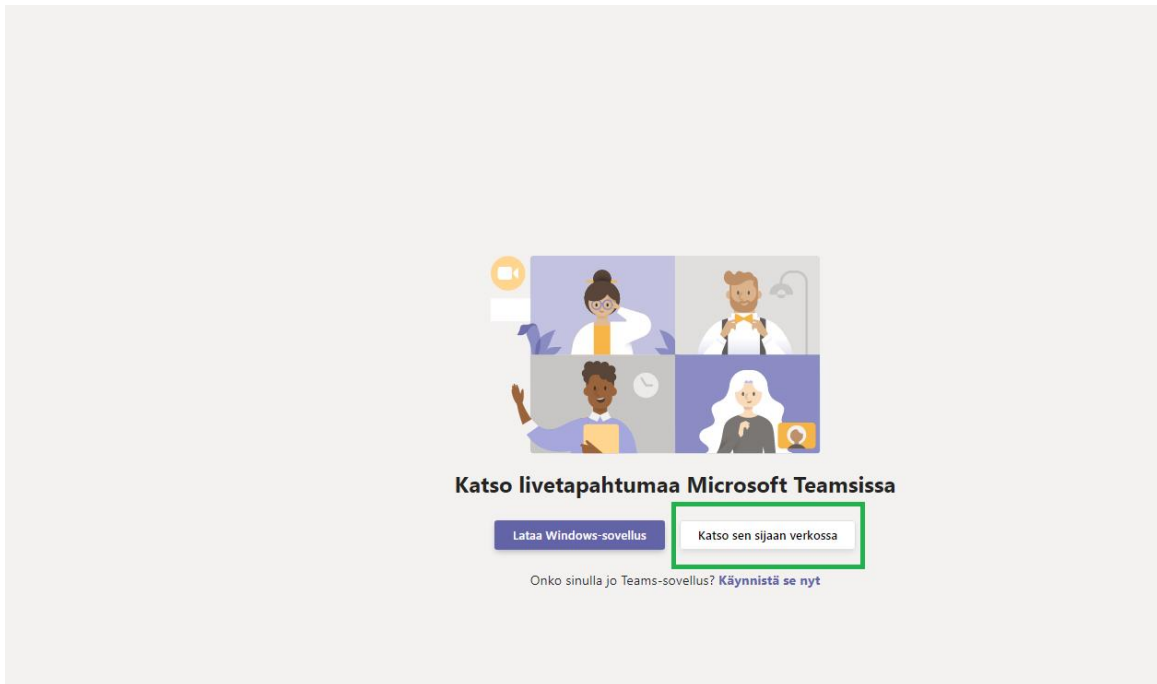 Katso livetapahtumaa Microsoft Teamsissa
Lataa Windows-sovellus
Katso sen sijaan verkossa
Onko sinulla jo Teams-sovellus? Käynnistä se nyt